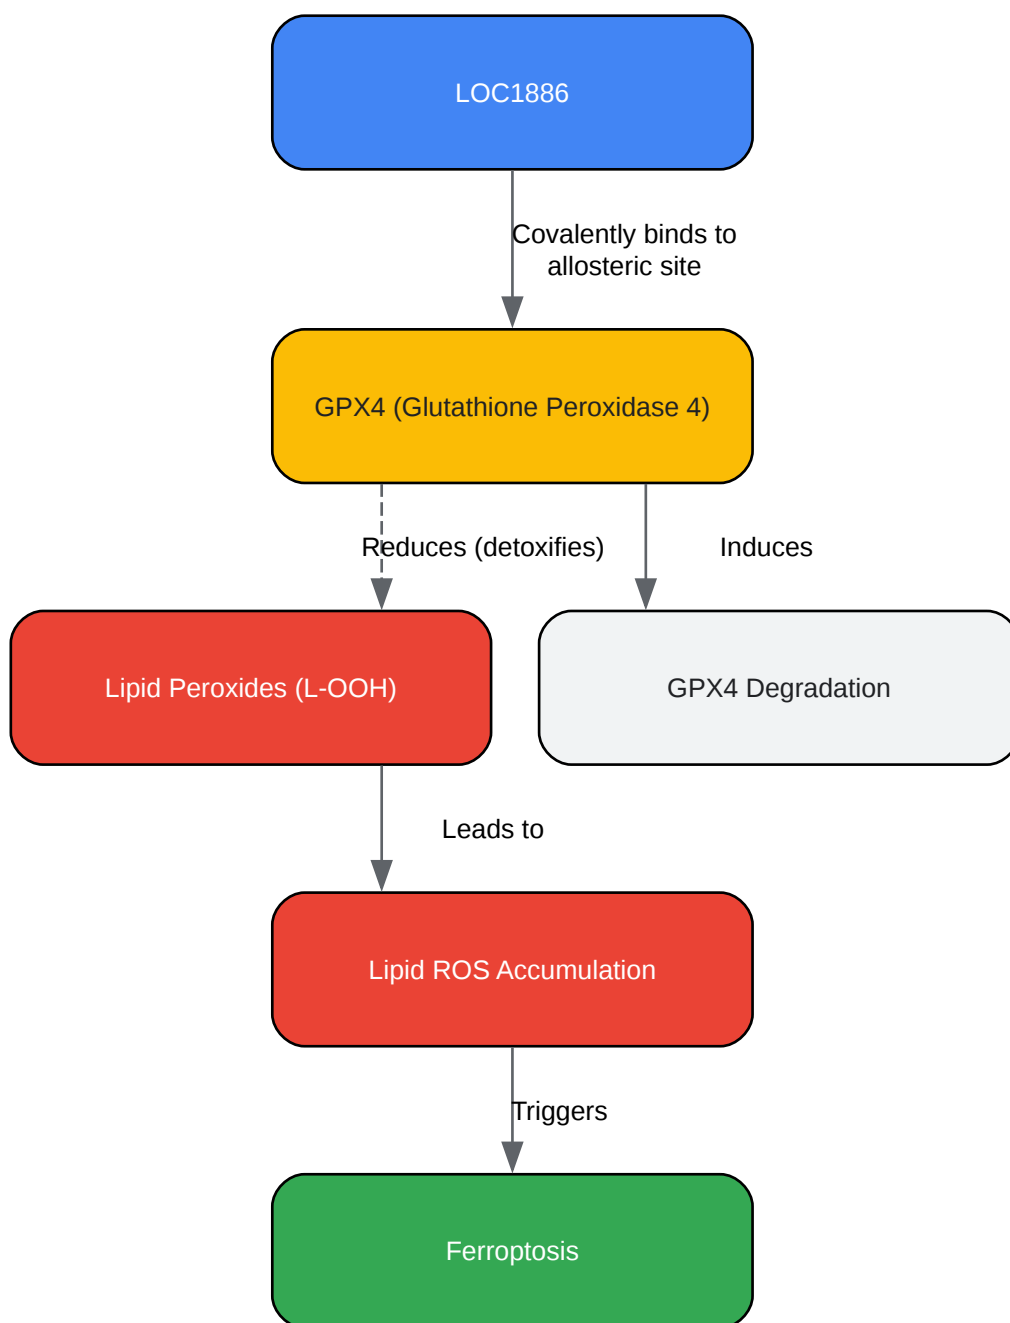 LOC1886
Covalently binds to
allosteric site
GPX4 (Glutathione Peroxidase 4)
Reduces (detoxifies)
Induces
Lipid Peroxides (L-OOH)
GPX4 Degradation
Leads to
Lipid ROS Accumulation
Triggers
Ferroptosis